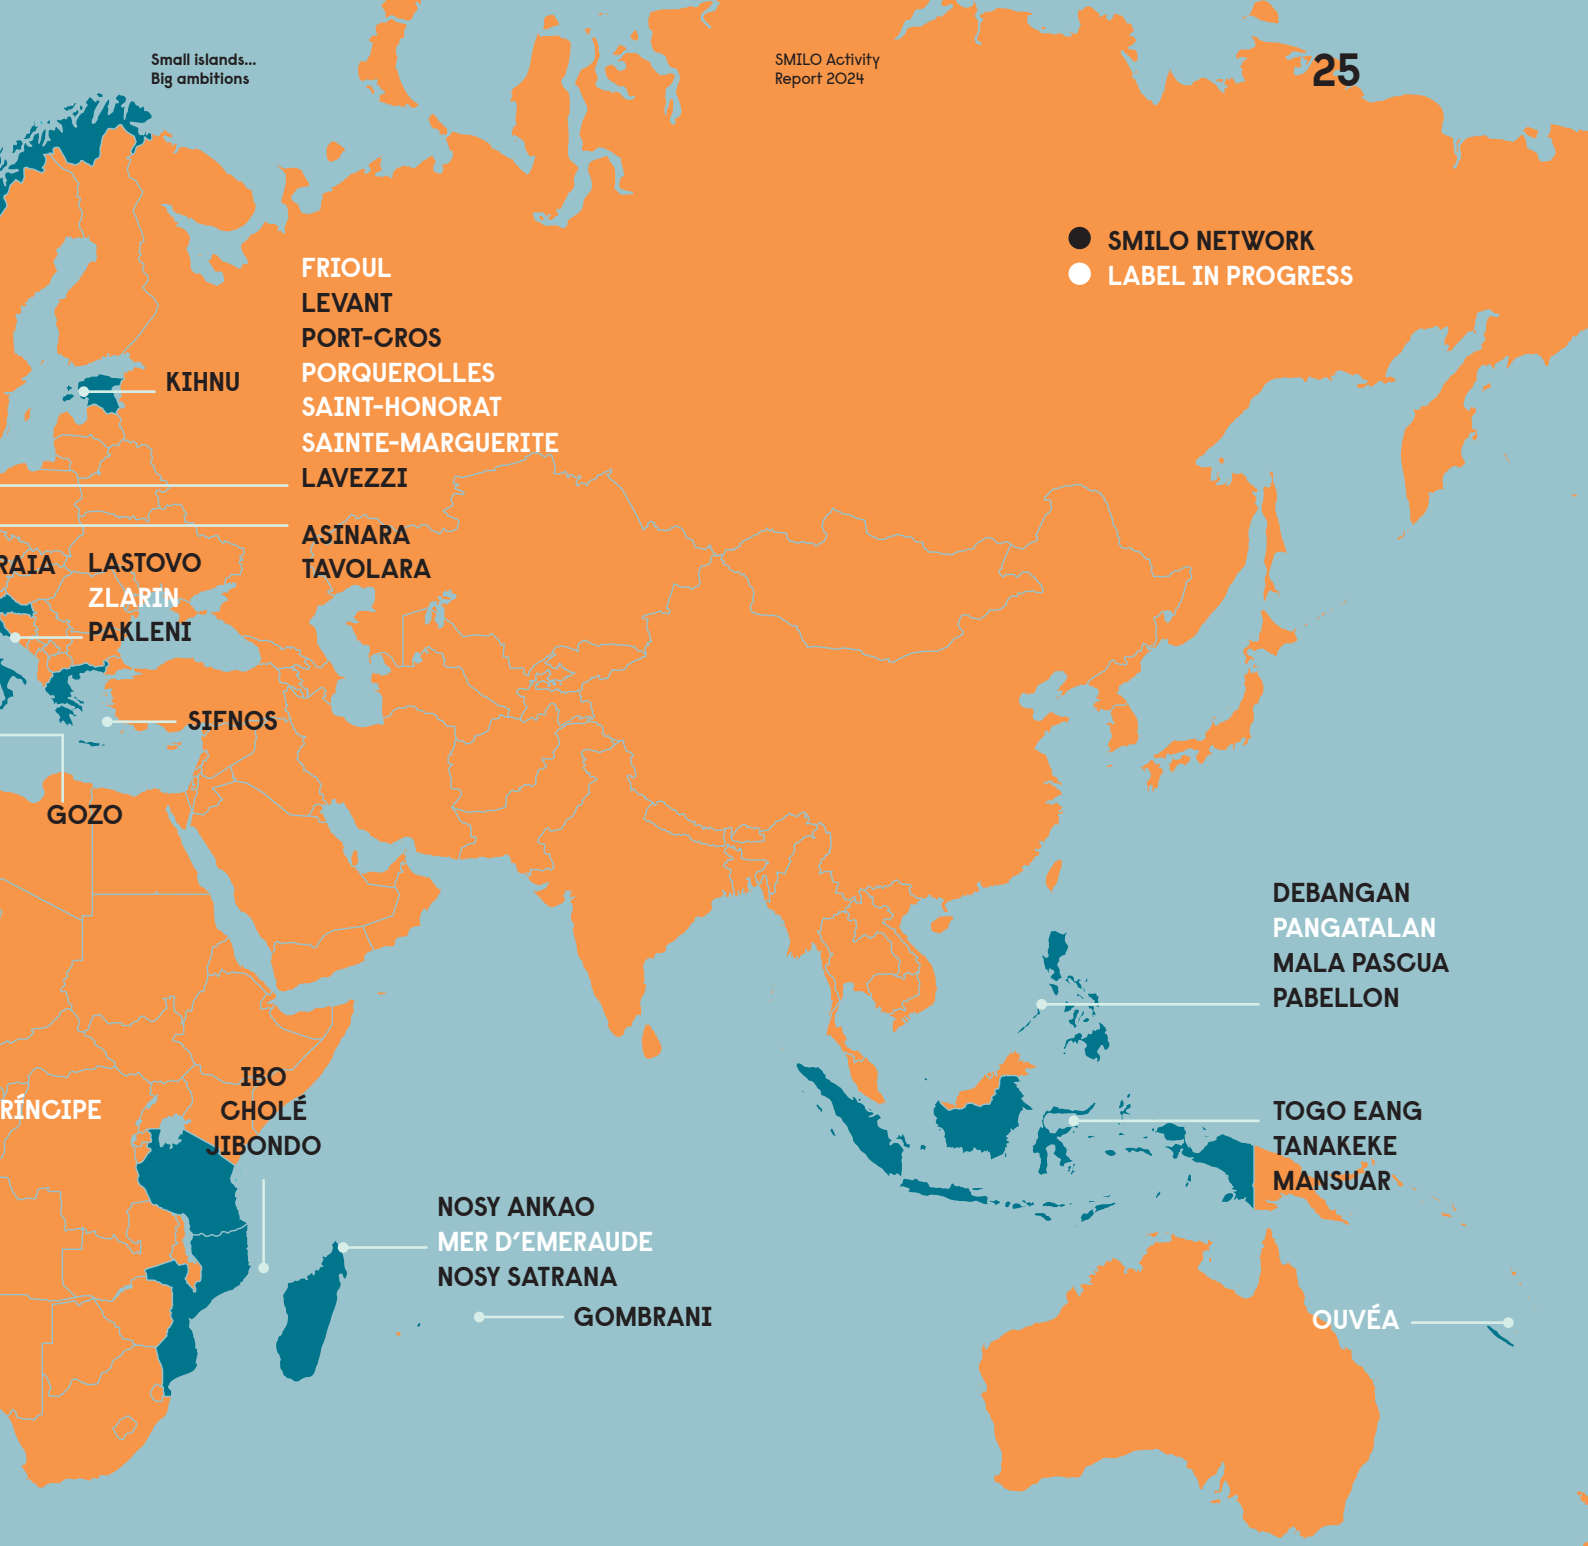 Small islands...
Big ambitions
SMILO Activity
Report 2024
25
SMILO NETWORK
LABEL IN PROGRESS
FRIOUL
LEVANT
PORT-CROS
PORQUEROLLES
SAINT-HONORAT
SAINTE-MARGUERITE
LAVEZZI
KIHNU
ASINARA
TAVOLARA
RAIA
LASTOVO
ZLARIN
PAKLENI
SIFNOS
GOZO
DEBANGAN
PANGATALAN
MALA PASCUA
PABELLON
IBO
CHOLÉ
JIBONDO
RÍNCIPE
TOGO EANG
TANAKEKE
MANSUAR
NOSY ANKAO
MER D'EMERAUDE
NOSY SATRANA
GOMBRANI
OUVÉA